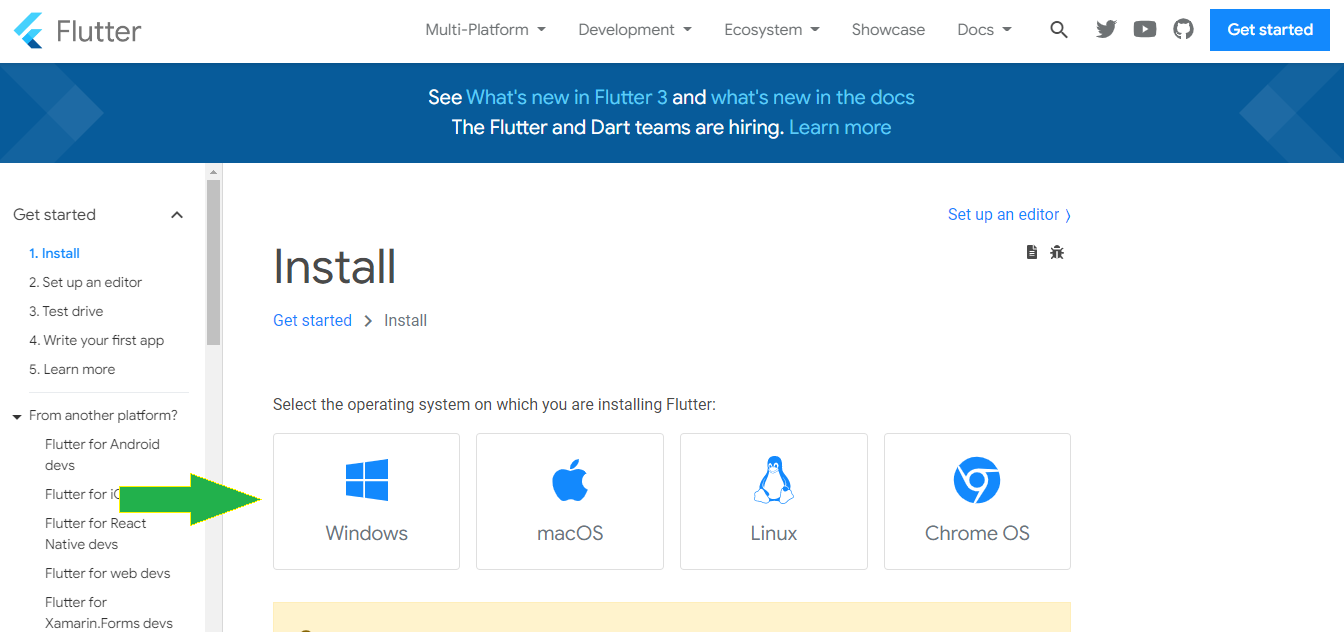 Flutter
Multi-Platform
Development
Ecosystem
Showcase
Docs
Get started
See What's new in Flutter 3 and what's new in the docs
The Flutter and Dart teams are hiring. Learn more
Get started
1. Install
2. Set up an editor
3. Test drive
4. Write your first app
5. Learn more
From another platform?
Flutter for Android
devs
Flutter for
Flutter for React
Native devs
Flutter for web devs
Flutter for
Xamarin.Forms devs
Set up an editor
Install
Get started Install
Select the operating system on which you are installing Flutter:
Windows
macOS
Linux
Chrome OS